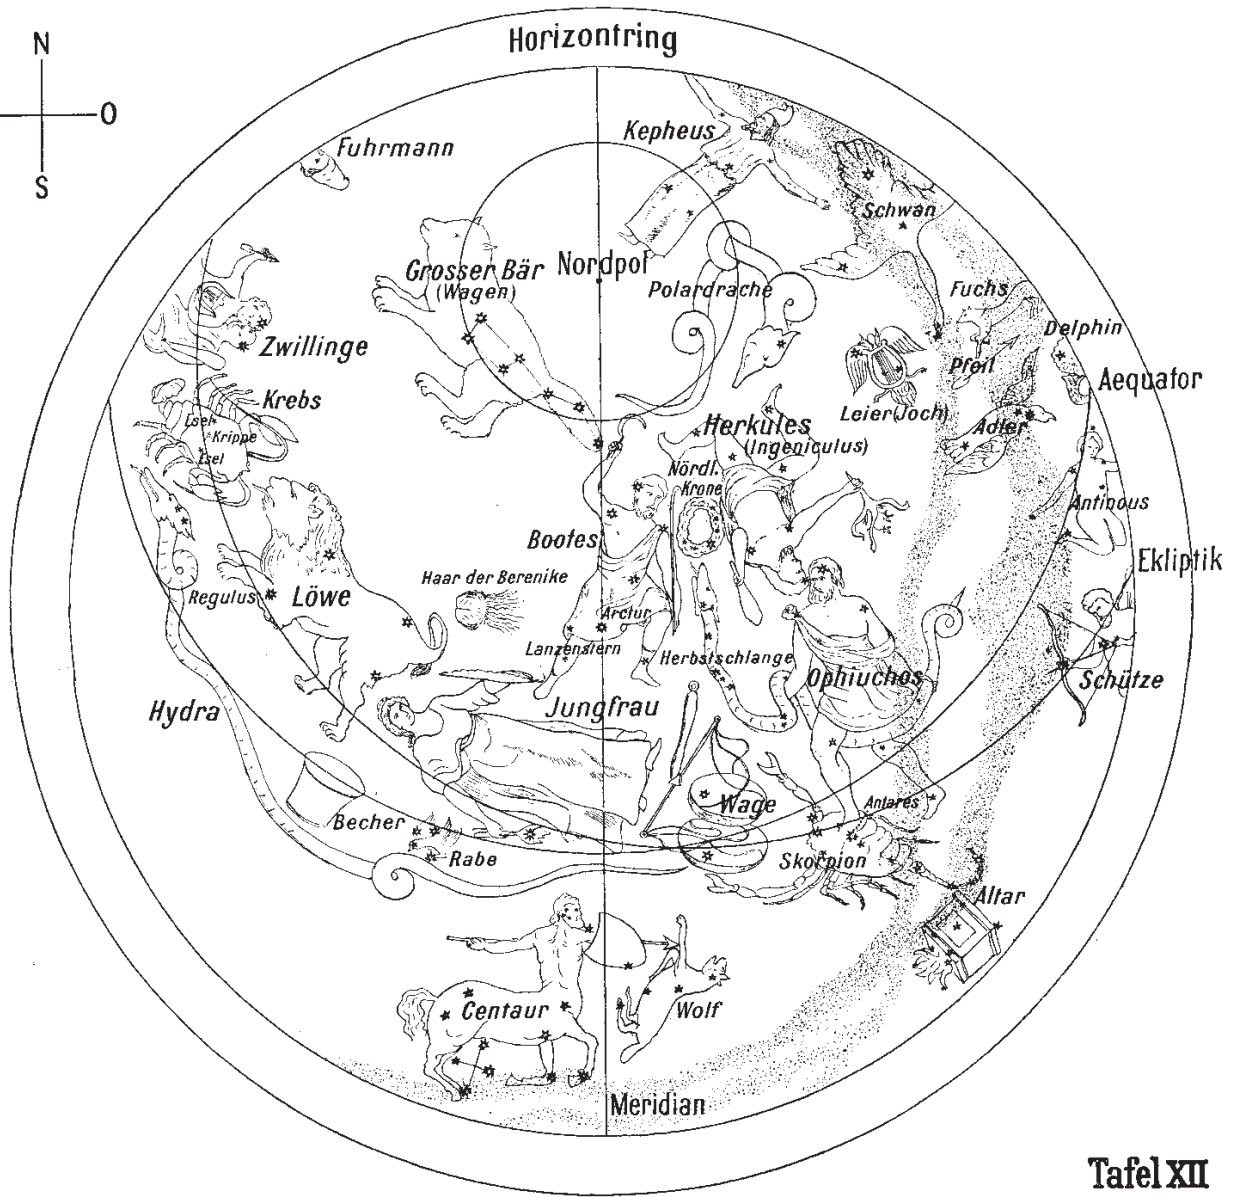 Horizontring
N
O
S
Kepheus
Fuhrmann
Schwan
Grosser Bär
(Wagen)
Nordpol
Polardrache
Fuchs
Delphin
Zwillinge
Pfeil
Aequator
Krebs
Esel
Krippe
Esel
Leier (Joch)
Adler
Herkules
(Ingeniculus)
Nördl.
Krone
Antinous
Bootes
Ekliptik
Haar der Berenike
Regulus
Löwe
Arctur
Lanzenstern
Herbstschlange
Ophiuchos
Schütze
Hydra
Jungfrau
Wage
Antares
Becher
Rabe
Skorpion
Altar
Centaur
Wolf
Meridian
Tafel XII